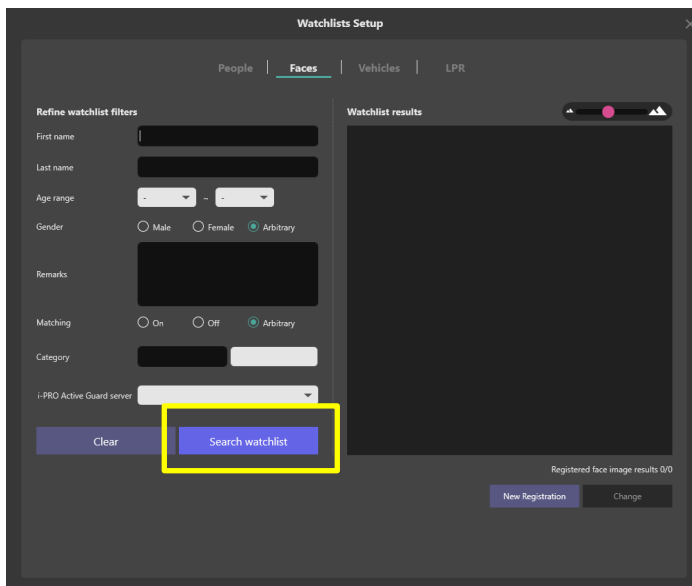 Watchlists Setup
People | Faces | Vehicles | LPR
Refine watchlist filters
Watchlist results
First name
Last name
Age range - ~ -
Gender Male Female Arbitrary
Remarks
Matching On Off Arbitrary
Category
i-PRO Active Guard server
Clear Search watchlist
Registered face image results 0/0
New Registration Change